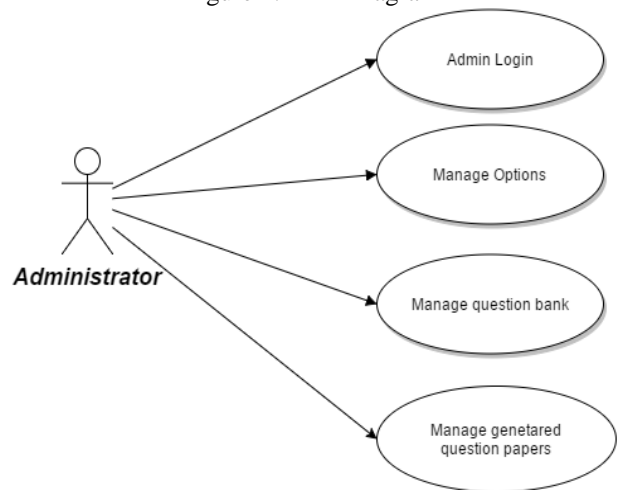 Admin Login
Manage Options
Administrator
Manage question bank
Manage genetared
question papers